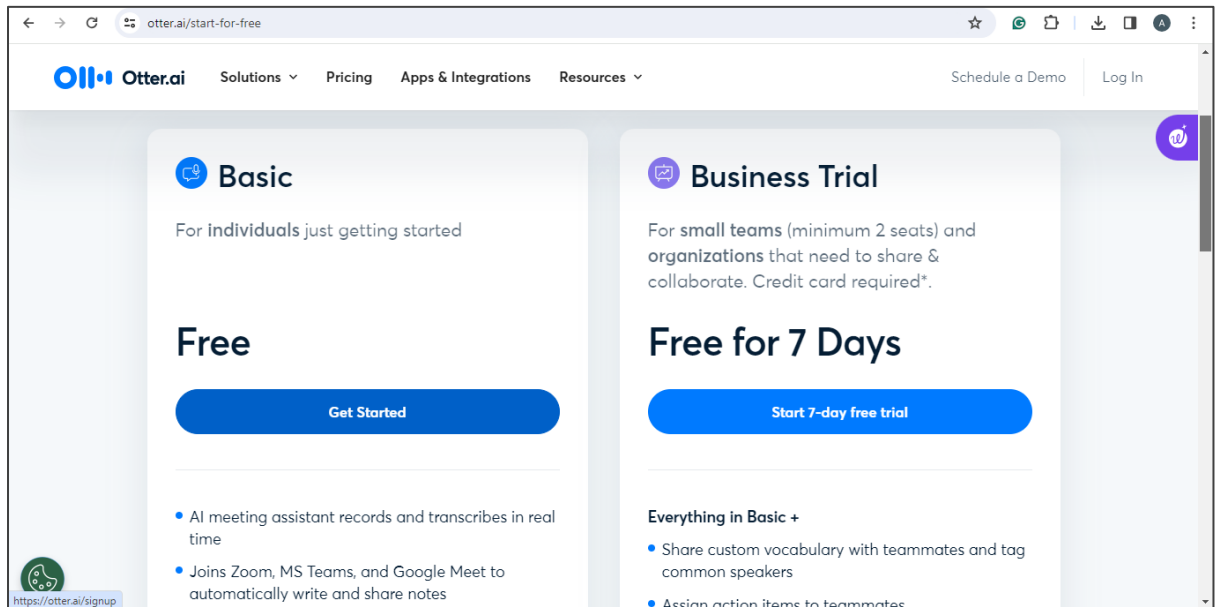 otter.ai/start-for-free
A
Otter.ai
Solutions
Pricing
Apps & Integrations
Resources
Schedule a Demo
Log In
Basic
For individuals just getting started
Free
Get Started
AI meeting assistant records and transcribes in real
time
Joins Zoom, MS Teams, and Google Meet to
automatically write and share notes
Business Trial
For small teams (minimum 2 seats) and
organizations that need to share &
collaborate. Credit card required*.
Free for 7 Days
Start 7-day free trial
Everything in Basic +
Share custom vocabulary with teammates and tag
common speakers
Assign action items to teammates
https://otter.ai/signup